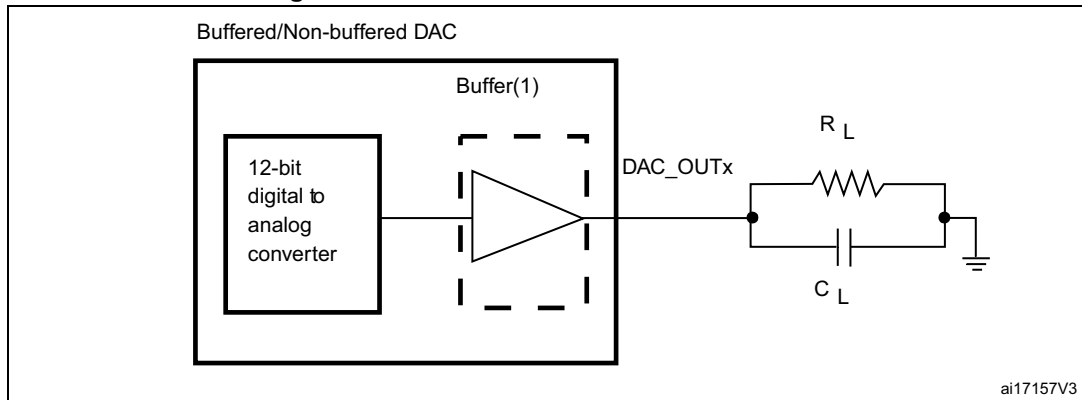 Buffered/Non-buffered DAC
Buffer(1)
12-bit
digital to
analog
converter
DAC_OUTx
R L
C L
ai17157V3